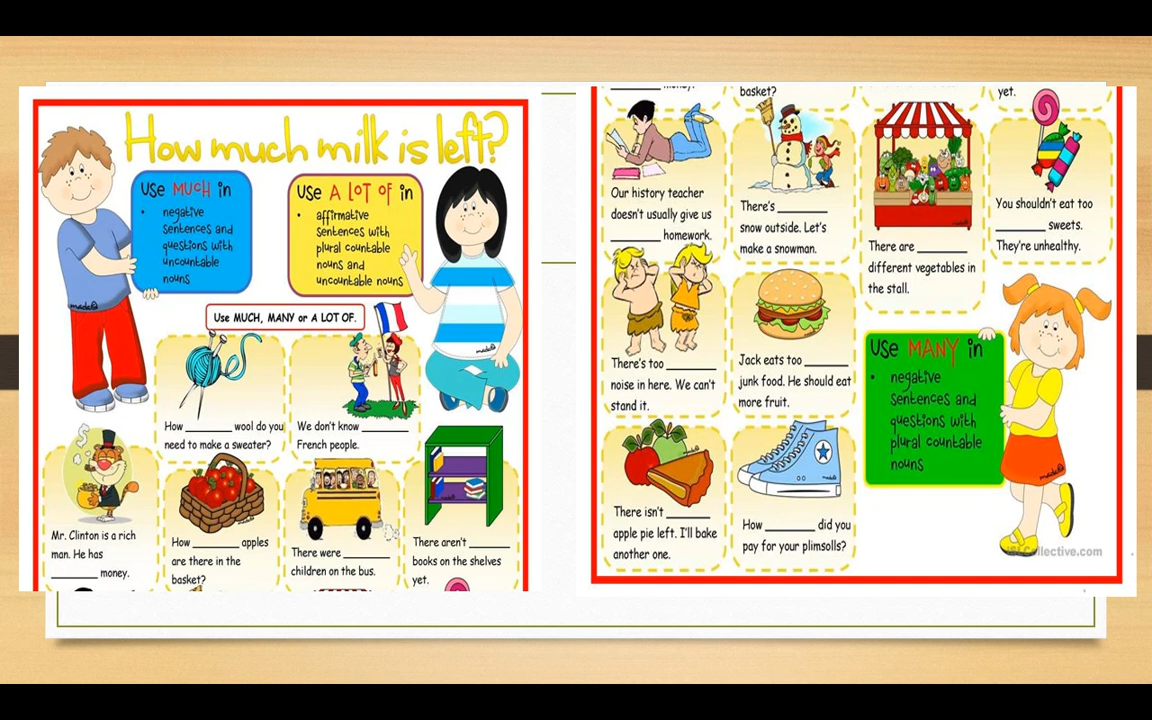 How much milk is left?
Use MUCH in
• negative
sentences and
questions with
uncountable
nouns
Use A LOT OF in
• affirmative
sentences with
plural countable
nouns and
uncountable nouns
Use MUCH, MANY or A LOT OF.
How ________ wool do you
need to make a sweater?
We don't know ________
French people.
Mr. Clinton is a rich
man. He has
________ money.
How ________ apples
are there in the
basket?
There were ________
children on the bus.
There aren't ________
books on the shelves
yet.
basket?
yet.
Our history teacher
doesn't usually give us
________ homework.
There's ________
snow outside. Let's
make a snowman.
There are ________
different vegetables in
the stall.
You shouldn't eat too
________ sweets.
They're unhealthy.
There's too ________
noise in here. We can't
stand it.
Jack eats too ________
junk food. He should eat
more fruit.
Use MANY in
• negative
sentences and
questions with
plural countable
nouns
There isn't ________
apple pie left. I'll bake
another one.
How ________ did you
pay for your plimsolls?